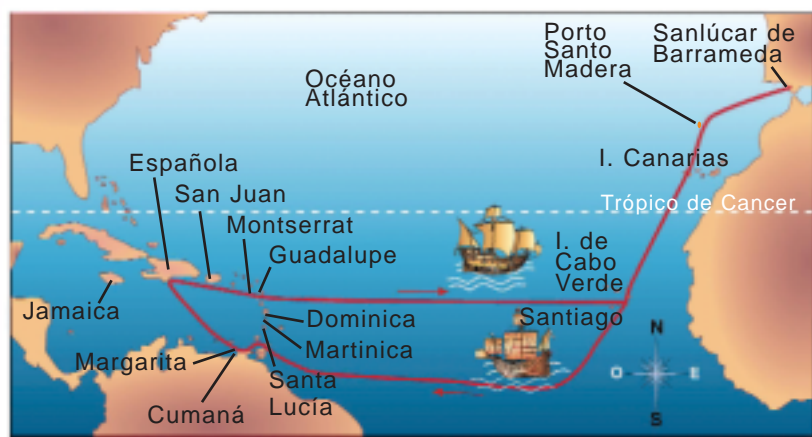 Porto
Santo
Madera
Sanlúcar de
Barrameda
Océano
Atlántico
I. Canarias
Española
San Juan
Trópico de Cancer
Montserrat
Guadalupe
I. de
Cabo
Verde
Jamaica
Dominica
Santiago
Martinica
Margarita
Santa
Lucía
Cumaná
N
O
E
S